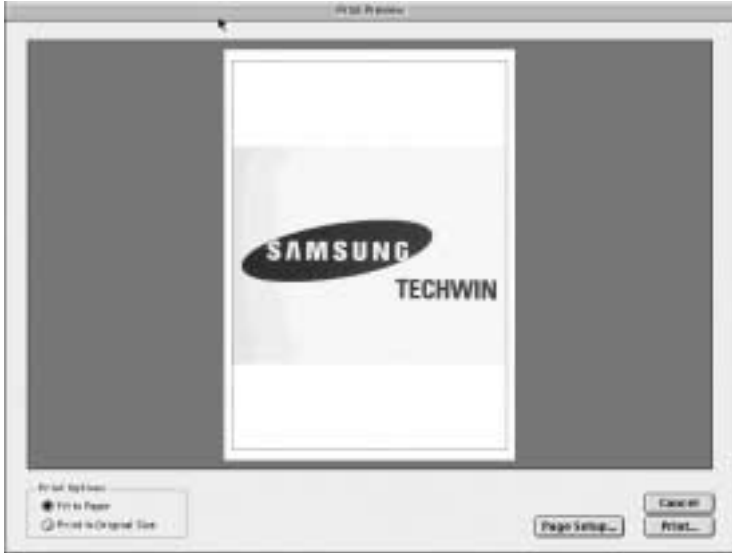 Print Preview
SAMSUNG
TECHWIN
Print Options
Fit to Paper
Print in Original Size
Cancel
Page Setup...
Print...